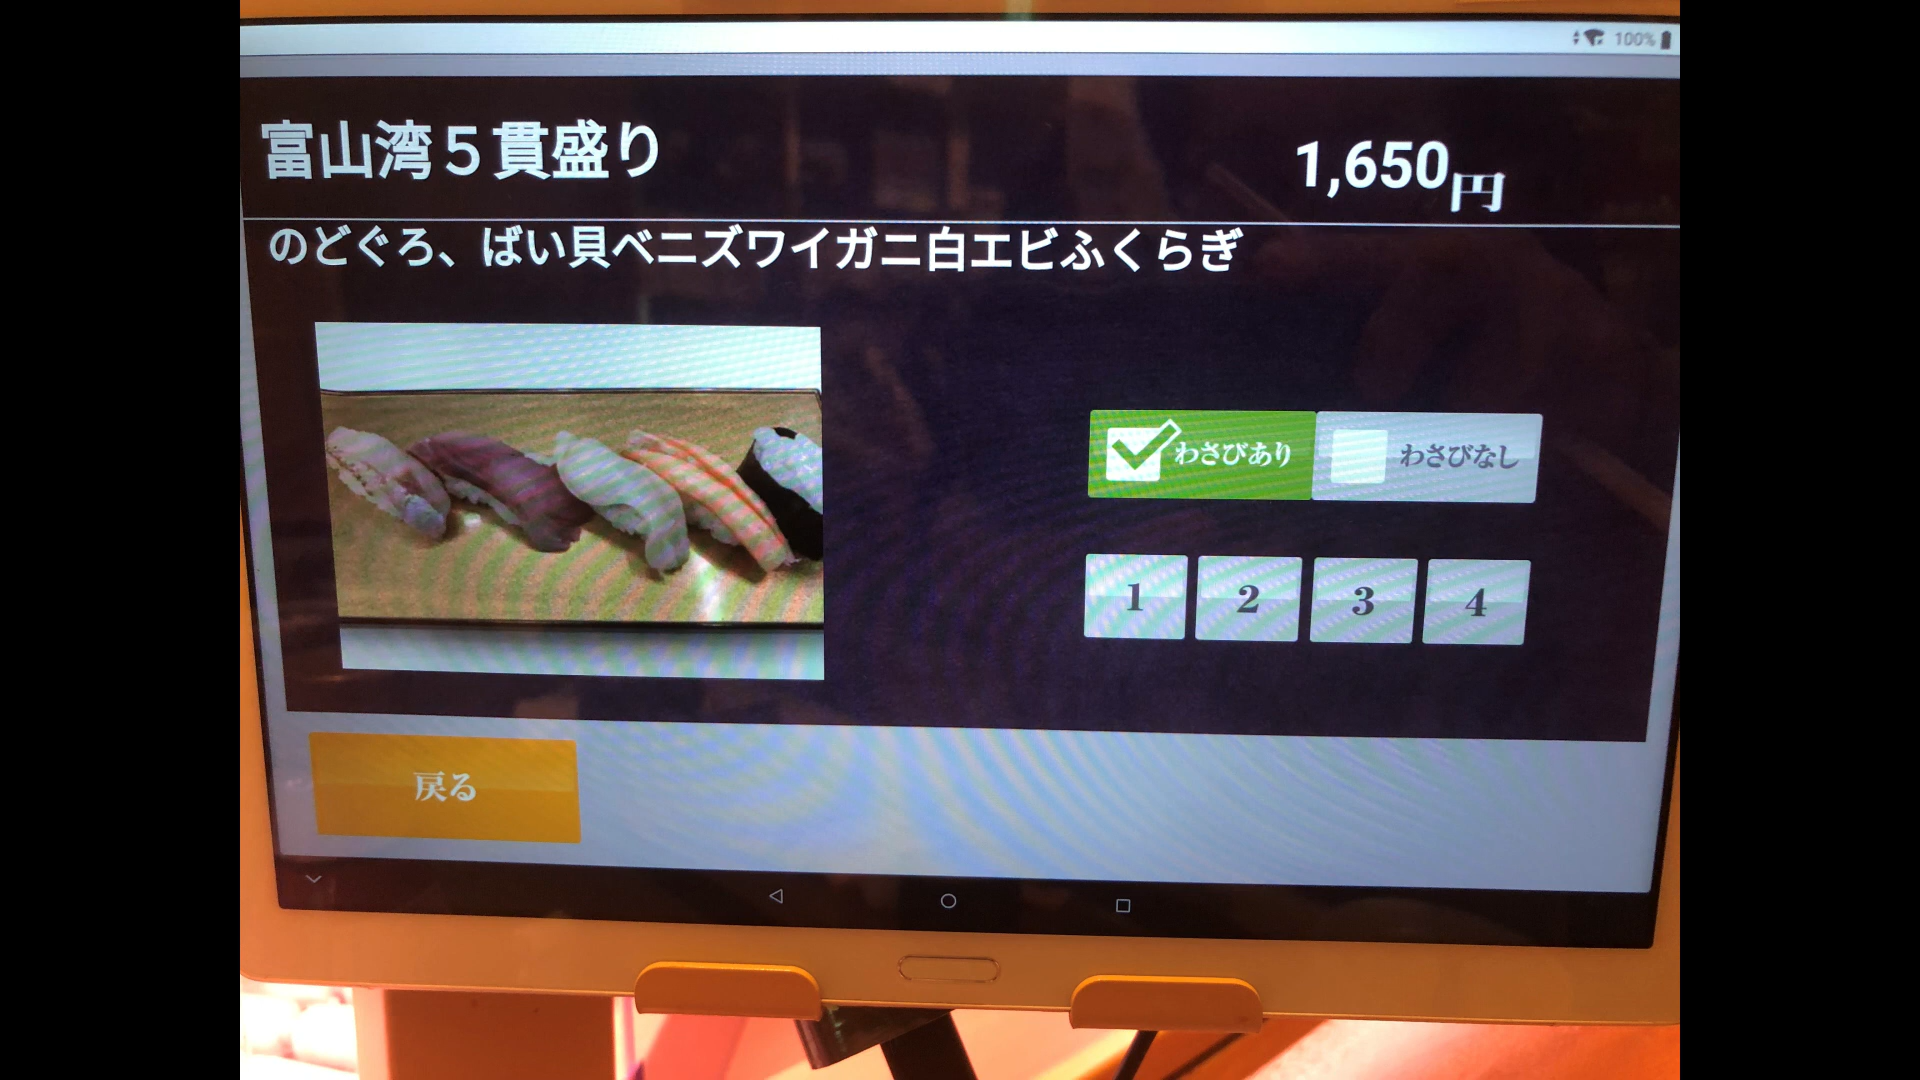 100%
富山湾5貫盛り
1,650円
のどぐろ、ばい貝ベニズワイガニ白エビふくらぎ
わさびあり わさびなし
1 2 3 4
戻る